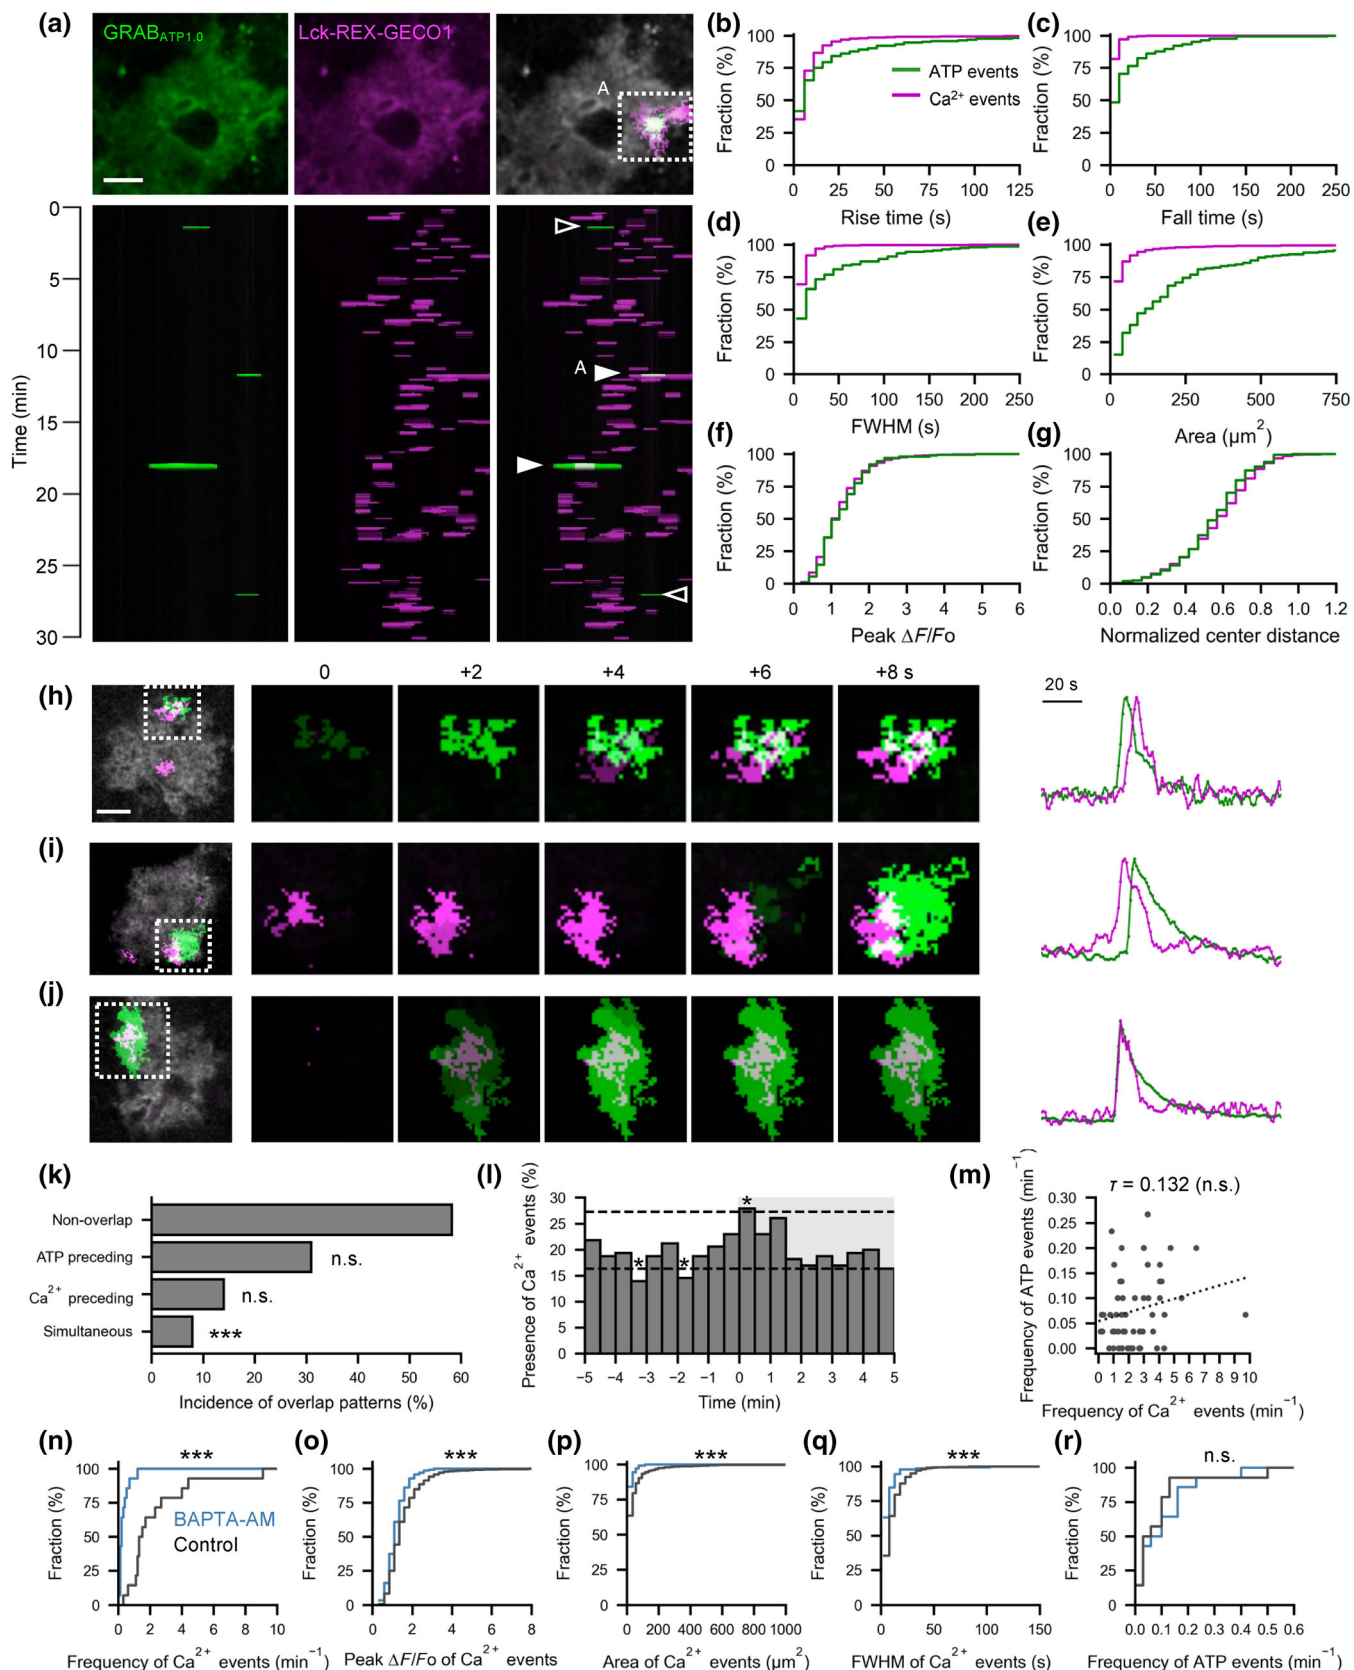 (a)
GRAB ATP1.0
Lck-REX-GECO1
A
A
0
5
10
15
20
25
30
Time (min)
(b)
Fraction (%)
100
75
50
25
0
ATP events
Ca2+ events
0 25 50 75 100 125
Rise time (s)
(c)
Fraction (%)
100
75
50
25
0
0 50 100 150 200 250
Fall time (s)
(d)
Fraction (%)
100
75
50
25
0
0 50 100 150 200 250
FWHM (s)
(e)
Fraction (%)
100
75
50
25
0
0 250 500 750
Area (µm2)
(f)
Fraction (%)
100
75
50
25
0
0 1 2 3 4 5 6
Peak ΔF/Fo
(g)
Fraction (%)
100
75
50
25
0
0.0 0.2 0.4 0.6 0.8 1.0 1.2
Normalized center distance
0 +2 +4 +6 +8 s
20 s
(h)
(i)
(j)
(k)
Non-overlap
ATP preceding n.s.
Ca2+ preceding n.s.
Simultaneous ***
0 10 20 30 40 50 60
Incidence of overlap patterns (%)
(l)
Presence of Ca2+ events (%)
30
25
20
15
10
5
0
* * *
−5 −4 −3 −2 −1 0 1 2 3 4 5
Time (min)
(m)
τ = 0.132 (n.s.)
Frequency of ATP events (min−1)
0.30
0.25
0.20
0.15
0.10
0.05
0.00
0 1 2 3 4 5 6 7 8 9 10
Frequency of Ca2+ events (min−1)
(n)
***
Fraction (%)
100
75
50
25
0
BAPTA-AM
Control
0 2 4 6 8 10
Frequency of Ca2+ events (min−1)
(o)
***
Fraction (%)
100
75
50
25
0
0 2 4 6 8
Peak ΔF/Fo of Ca2+ events
(p)
***
Fraction (%)
100
75
50
25
0
0 200 400 600 800 1000
Area of Ca2+ events (µm2)
(q)
***
Fraction (%)
100
75
50
25
0
0 50 100 150
FWHM of Ca2+ events (s)
(r)
n.s.
Fraction (%)
100
75
50
25
0
0.0 0.1 0.2 0.3 0.4 0.5 0.6
Frequency of ATP events (min−1)